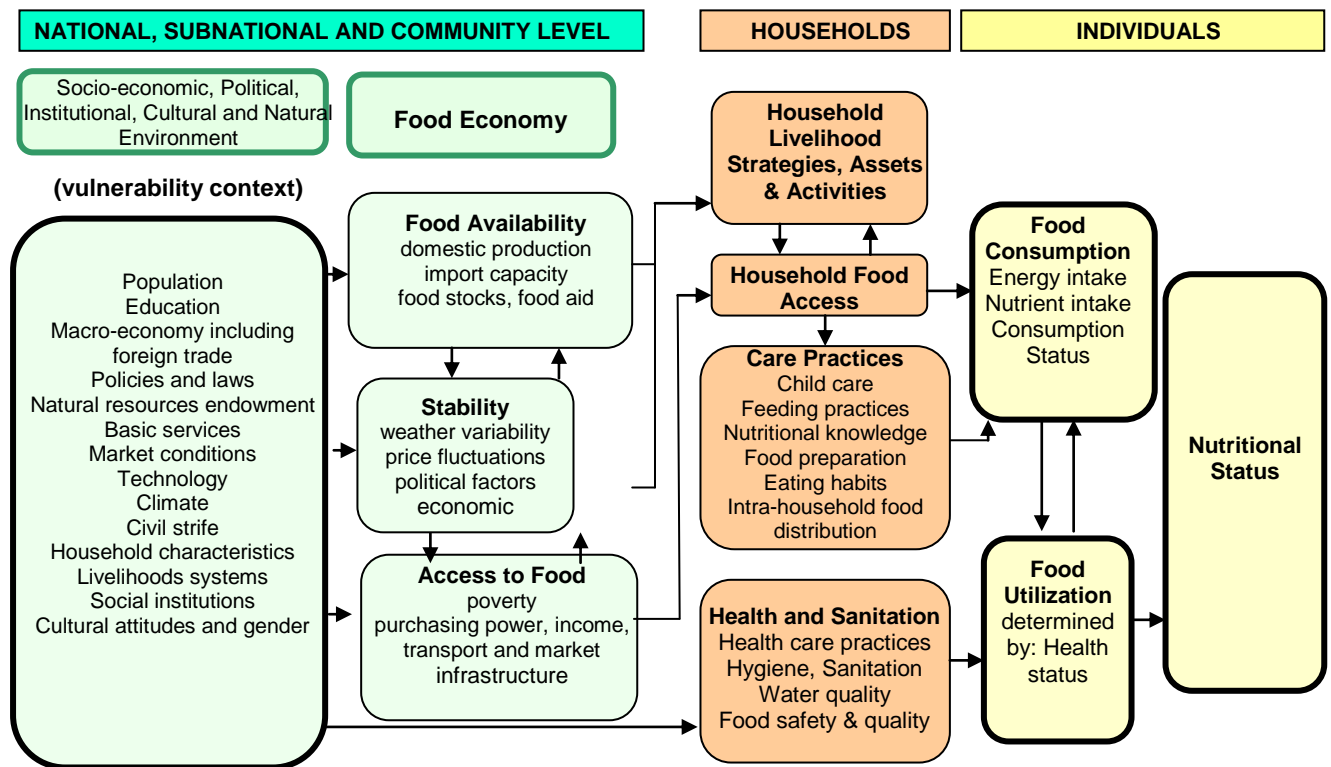 NATIONAL, SUBNATIONAL AND COMMUNITY LEVEL
HOUSEHOLDS
INDIVIDUALS
Socio-economic, Political,
Institutional, Cultural and Natural
Environment
Food Economy
(vulnerability context)
Population
Education
Macro-economy including
foreign trade
Policies and laws
Natural resources endowment
Basic services
Market conditions
Technology
Climate
Civil strife
Household characteristics
Livelihoods systems
Social institutions
Cultural attitudes and gender
Food Availability
domestic production
import capacity
food stocks, food aid
Stability
weather variability
price fluctuations
political factors
economic
Access to Food
poverty
purchasing power, income,
transport and market
infrastructure
Household
Livelihood
Strategies, Assets
& Activities
Household Food
Access
Care Practices
Child care
Feeding practices
Nutritional knowledge
Food preparation
Eating habits
Intra-household food
distribution
Health and Sanitation
Health care practices
Hygiene, Sanitation
Water quality
Food safety & quality
Food
Consumption
Energy intake
Nutrient intake
Consumption
Status
Food
Utilization
determined
by: Health
status
Nutritional
Status